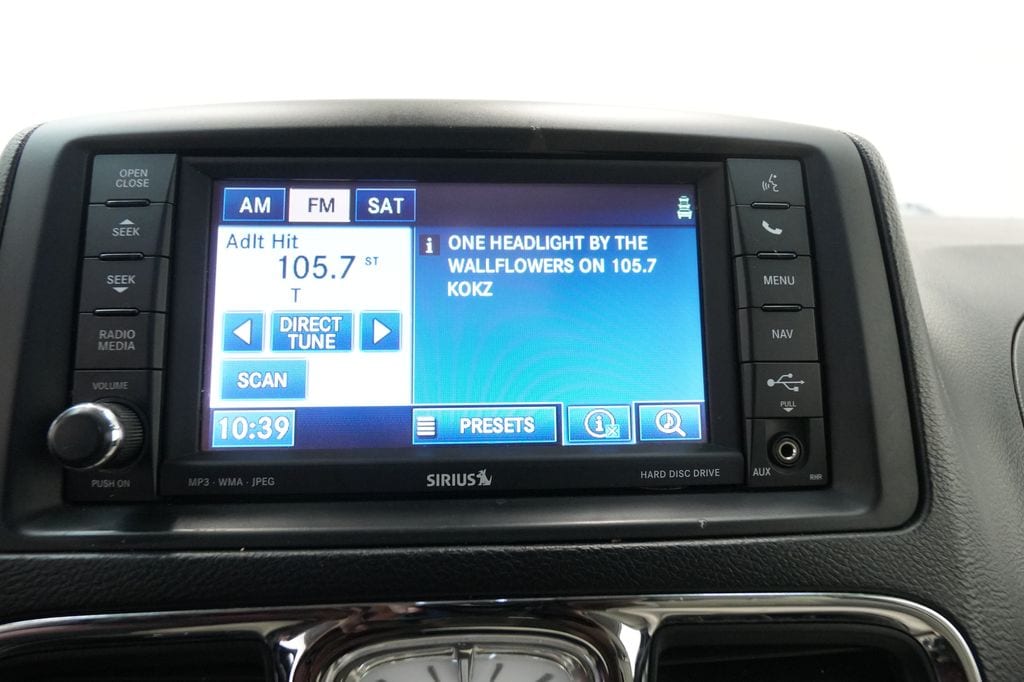 OPEN
CLOSE
SEEK
SEEK
RADIO
MEDIA
VOLUME
PUSH ON
AM FM SAT
Adlt Hit
105.7 ST
T
DIRECT
TUNE
SCAN
10:39
i ONE HEADLIGHT BY THE
WALLFLOWERS ON 105.7
KOKZ
PRESETS
i
MP3 · WMA · JPEG
SIRIUS
HARD DISC DRIVE
MENU
NAV
PULL
AUX
RHR